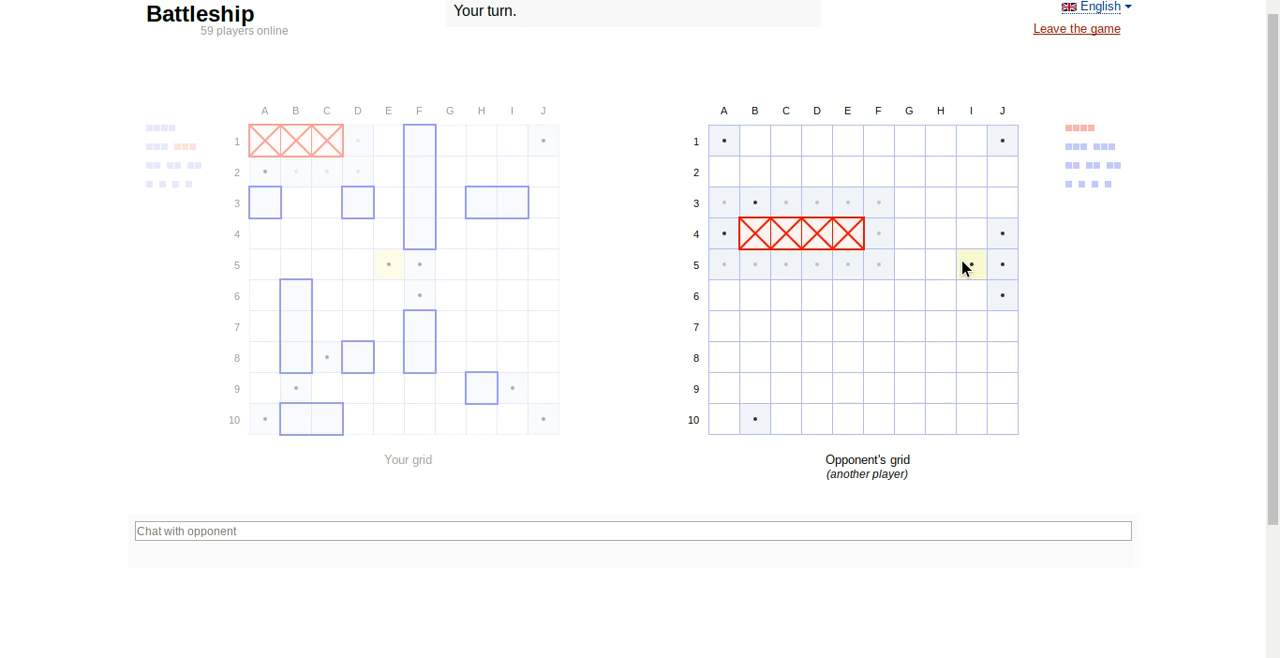 Battleship
59 players online
Your turn.
English
Leave the game
A B C D E F G H I J
1
2
3
4
5
6
7
8
9
10
Your grid
A B C D E F G H I J
1
2
3
4
5
6
7
8
9
10
Opponent's grid
(another player)
Chat with opponent